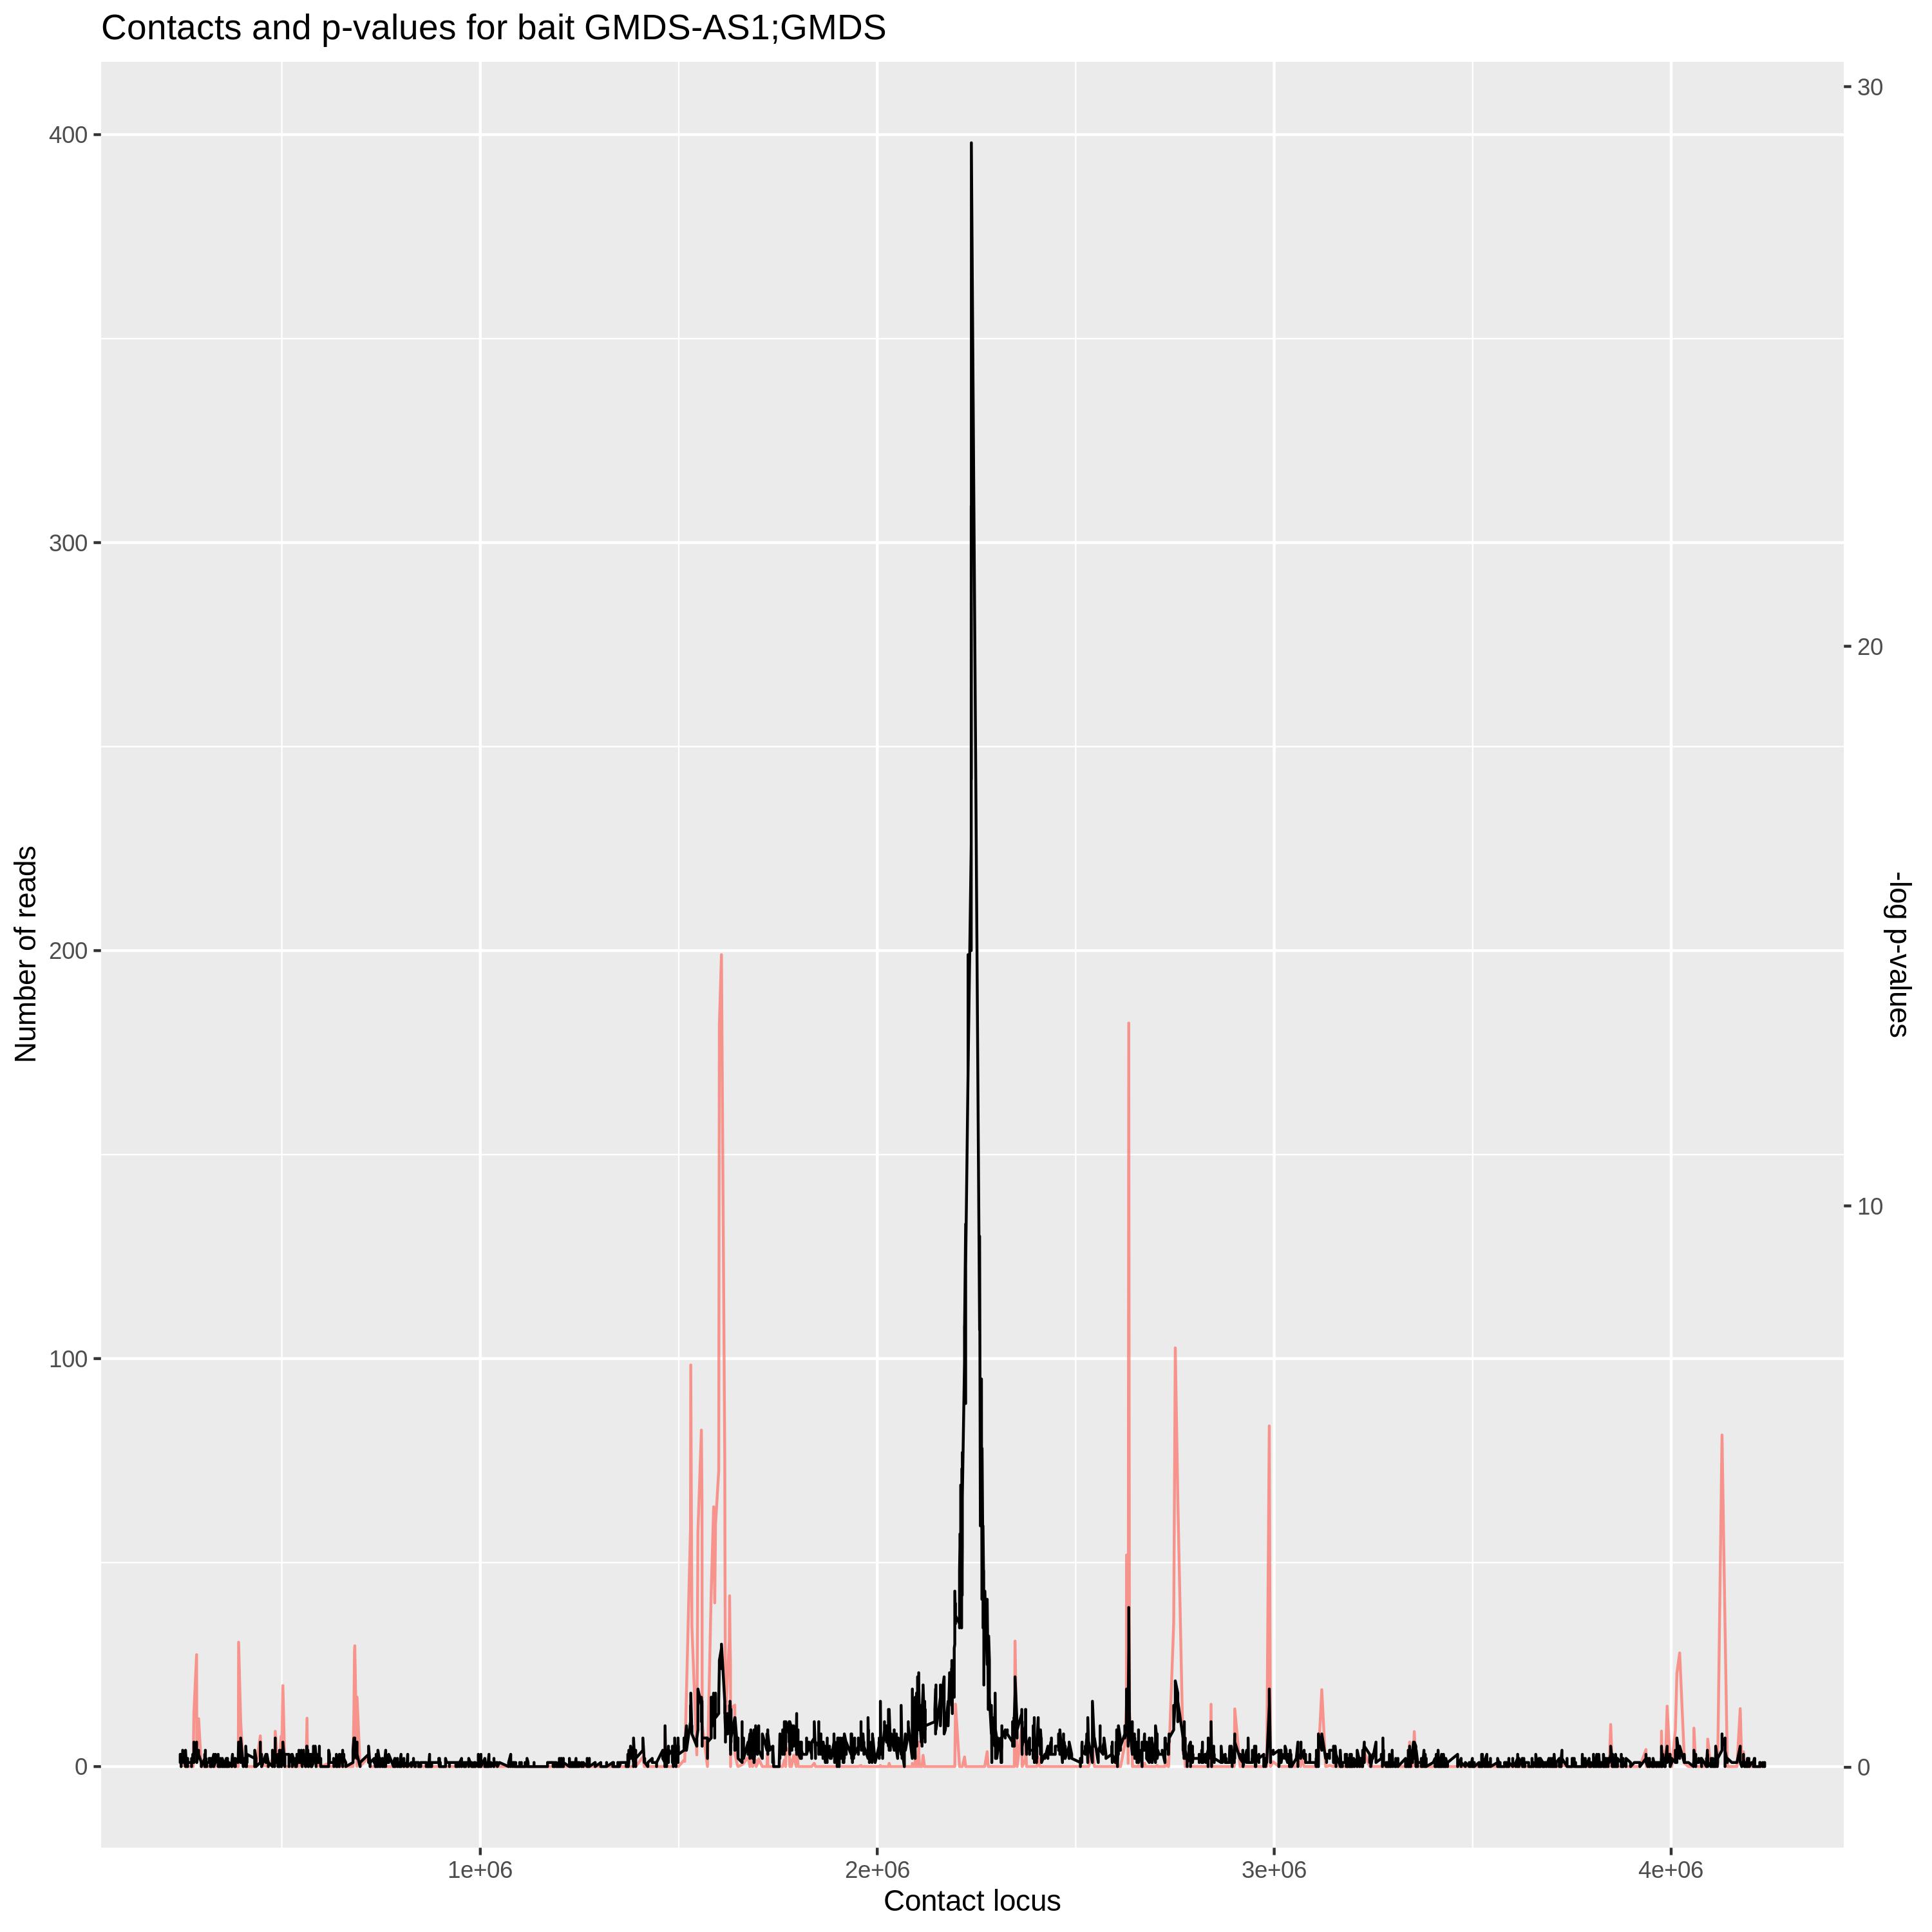 Contacts and p-values for bait GMDS-AS1;GMDS
400
300
200
100
0
Number of reads
30
20
10
0
-log p-values
1e+06
2e+06
3e+06
4e+06
Contact locus